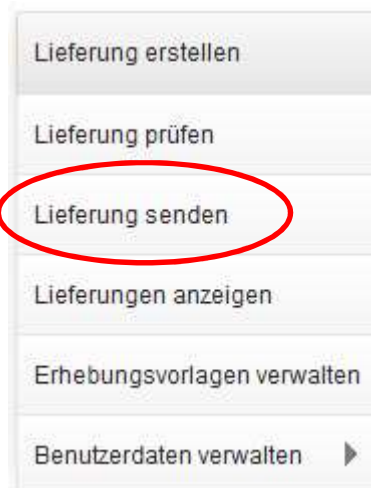 Lieferung erstellen
Lieferung prüfen
Lieferung senden
Lieferungen anzeigen
Erhebungsvorlagen verwalten
Benutzerdaten verwalten